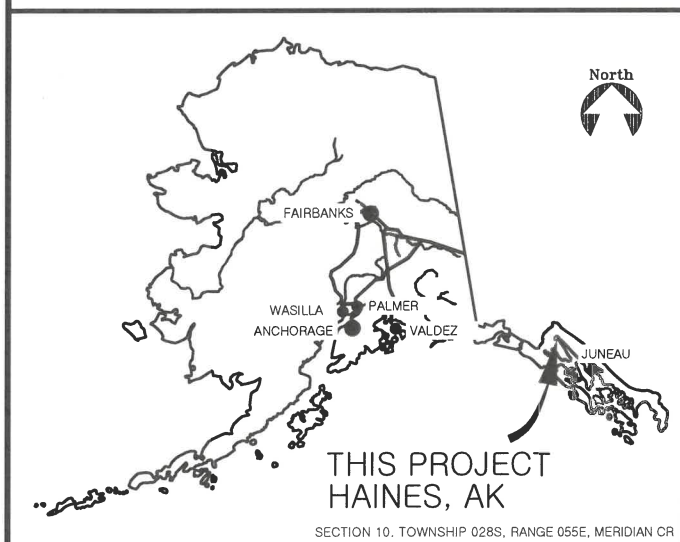 North
FAIRBANKS
WASILLA
PALMER
ANCHORAGE
VALDEZ
JUNEAU
THIS PROJECT
HAINES, AK
SECTION 10. TOWNSHIP 028S, RANGE 055E, MERIDIAN CR